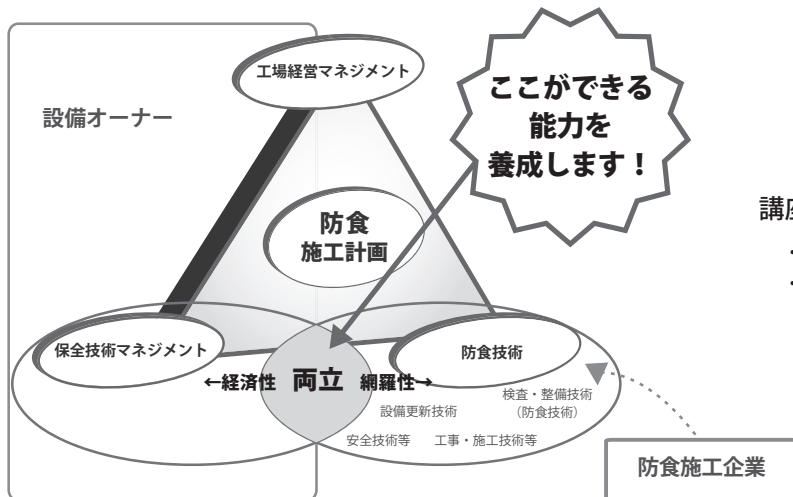 工場経営マネジメント
設備オーナー
ここができる
能力を
養成します！
防食
施工計画
講座
保全技術マネジメント
防食技術
←経済性 両立 網羅性→
検査・整備技術
（防食技術）
設備更新技術
安全技術等 工事・施工技術等
防食施工企業